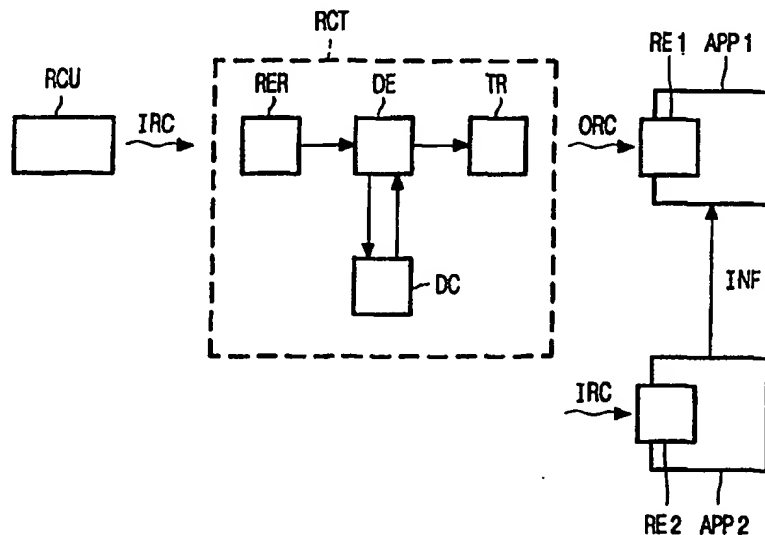 RCT
RE1 APP1
RCU
RER
DE
TR
IRC
ORC
DC
INF
IRC
RE2 APP2